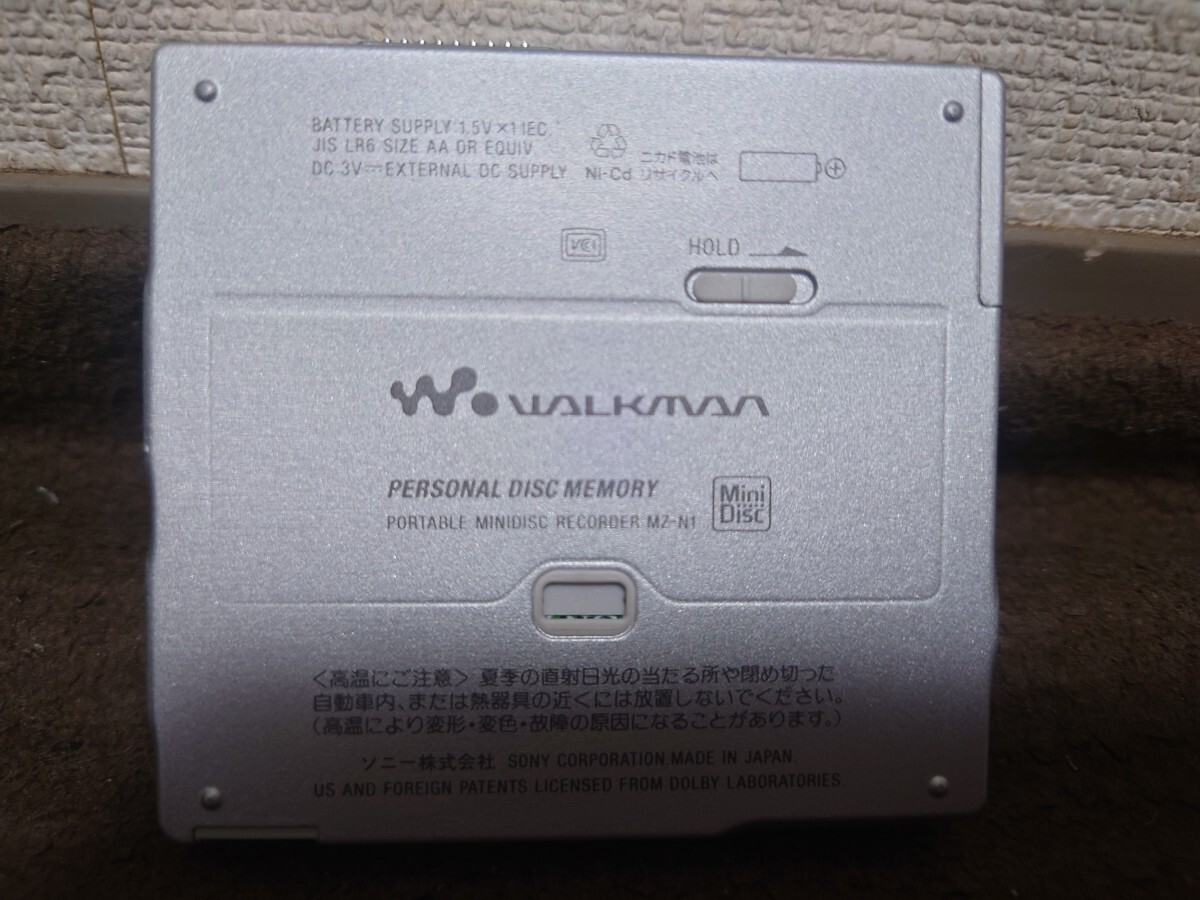 BATTERY SUPPLY 1.5V×1 IEC
JIS LR6 SIZE AA OR EQUIV
DC 3V⎓EXTERNAL DC SUPPLY
Ni-Cd
ニカド電池は
リサイクルへ
⊕
VCI
HOLD
WALKMAN
PERSONAL DISC MEMORY
PORTABLE MINIDISC RECORDER MZ-N1
Mini
Disc
<高温にご注意> 夏季の直射日光の当たる所や閉め切った
自動車内、または熱器具の近くには放置しないでください。
(高温により変形・変色・故障の原因になることがあります。)
ソニー株式会社 SONY CORPORATION.MADE IN JAPAN.
US AND FOREIGN PATENTS LICENSED FROM DOLBY LABORATORIES.